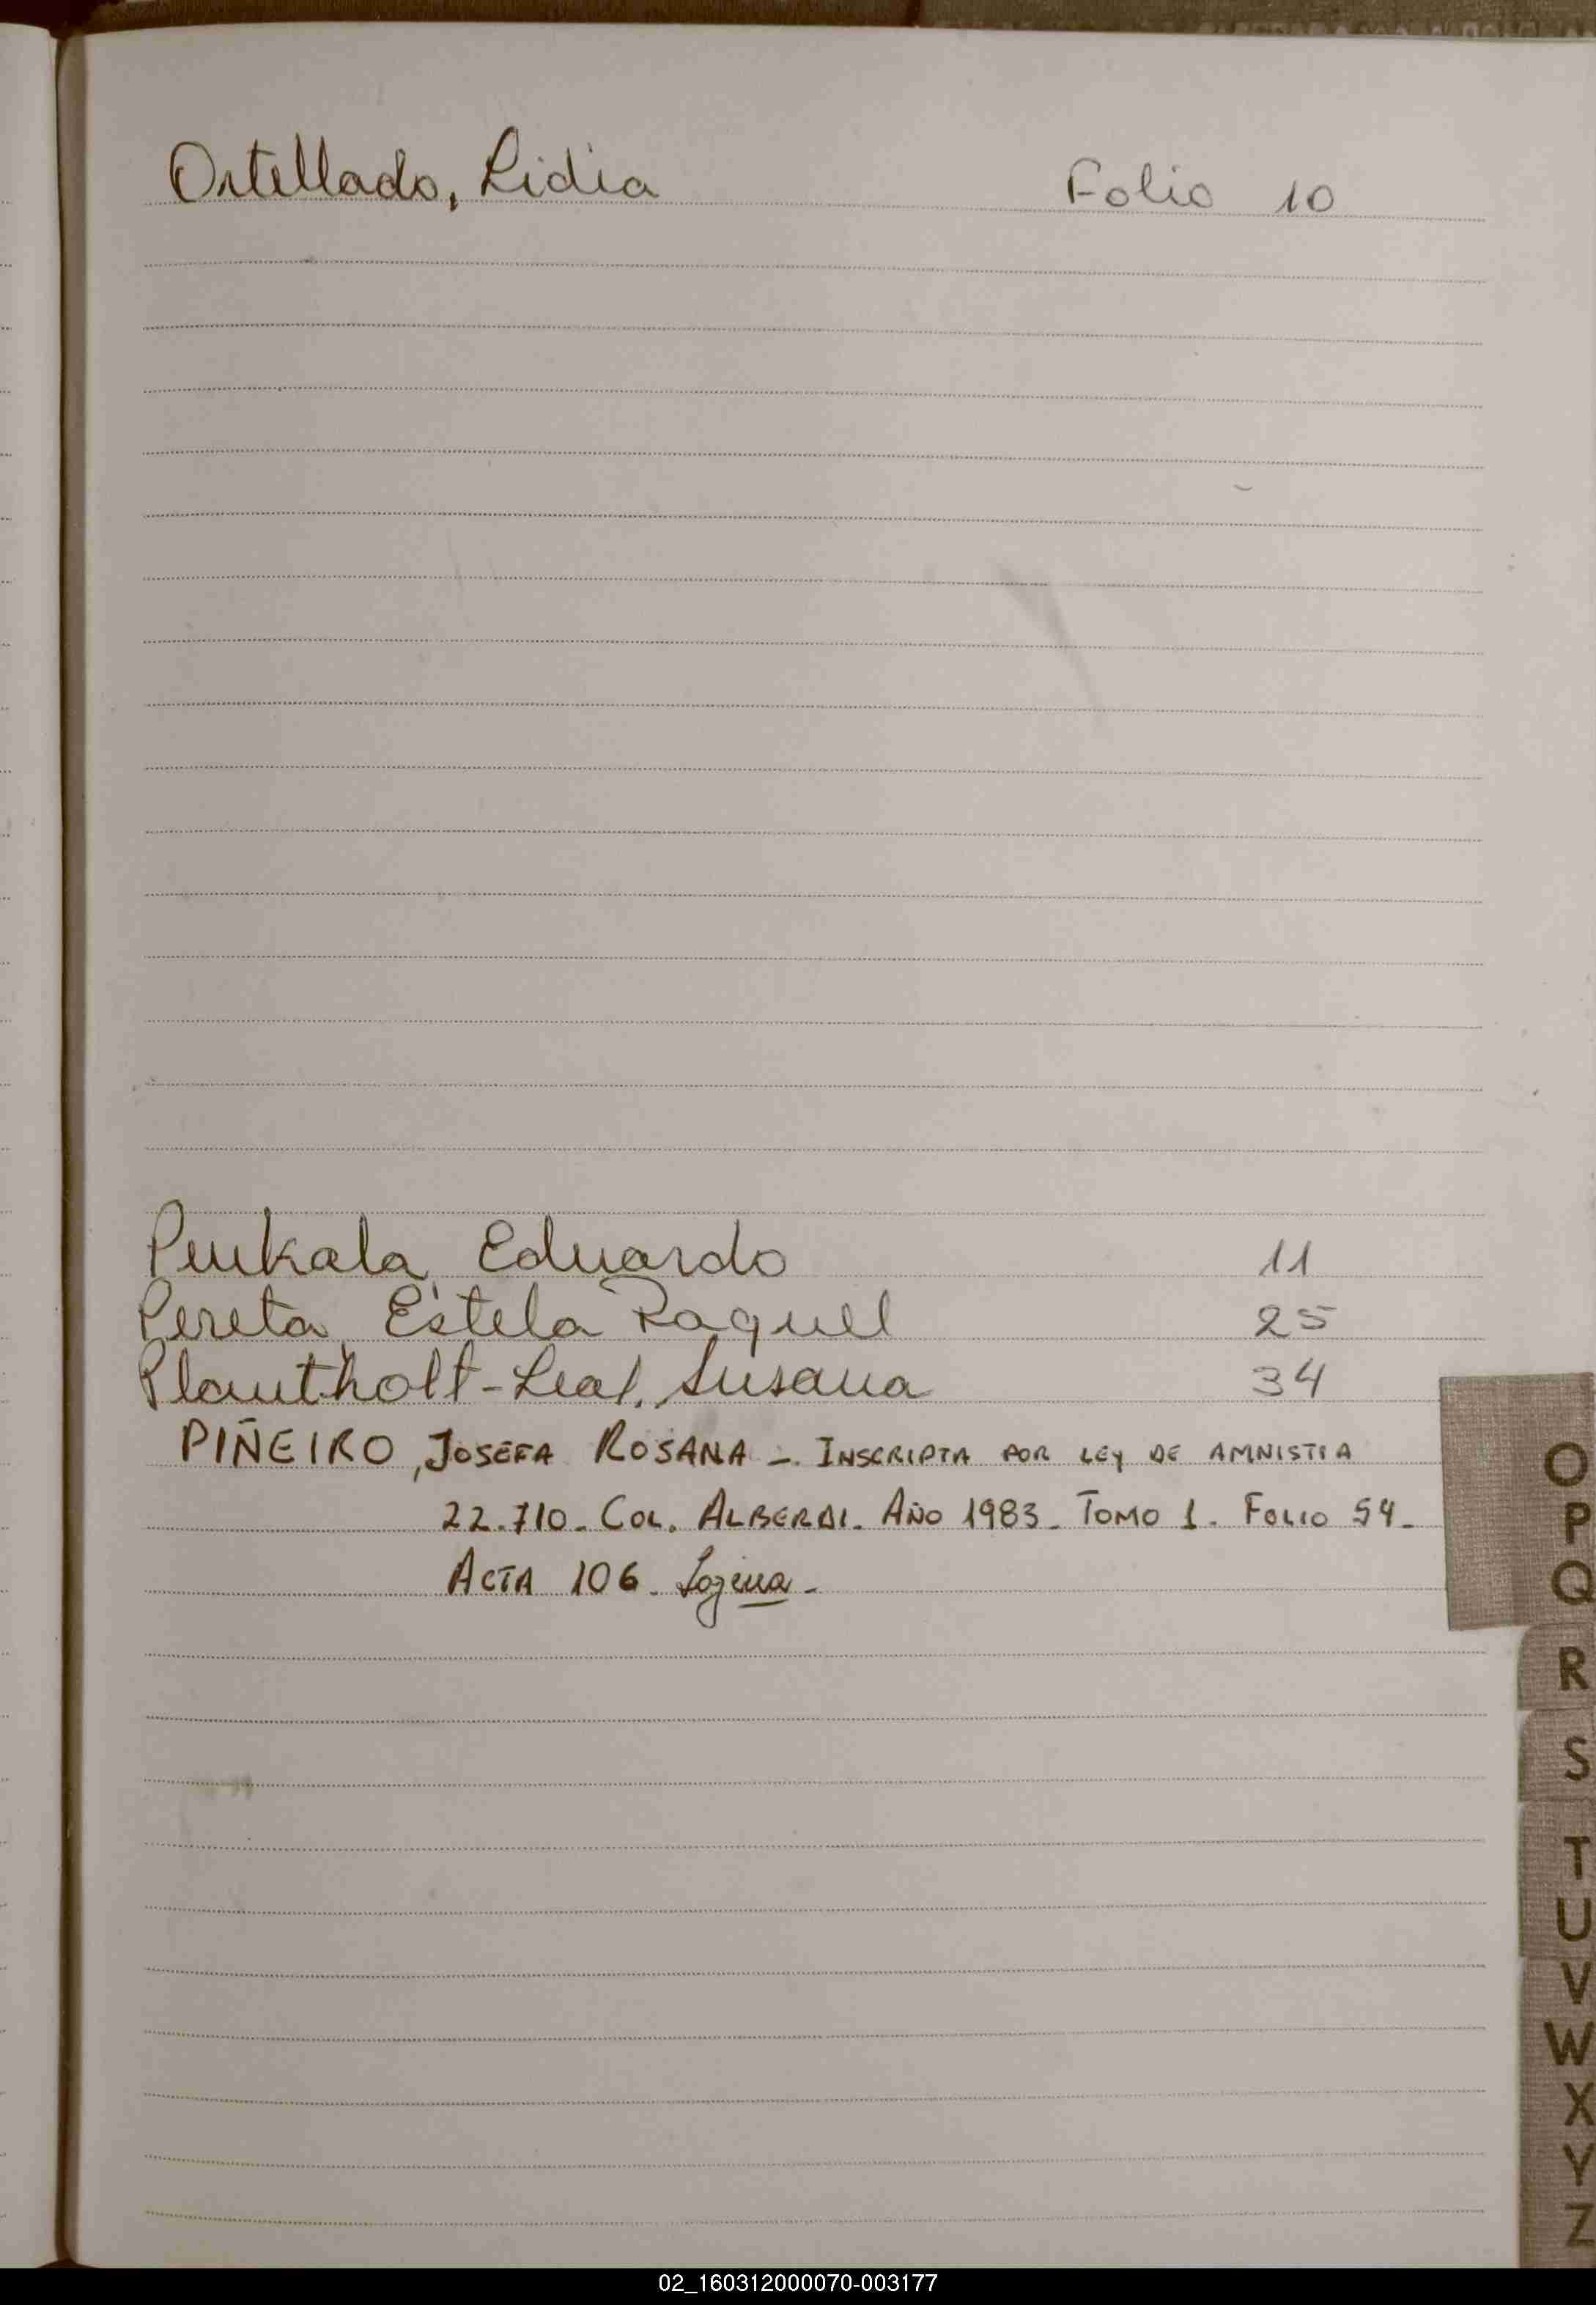 Ortellado, Lidia Folio 10
Penkala, Eduardo 11
Pereta, Estela Raquel 25
Plautholt-Leal, Susana 34
PIÑEIRO, JOSEFA ROSANA - INSCRIPTA POR LEY DE AMNISTIA
22.710. COL. ALBERDI. AÑO 1983. TOMO 1. FOLIO 54.
ACTA 106.
O
P
Q
R
S
T
U
V
W
X
Y
Z
02_160312000070-003177